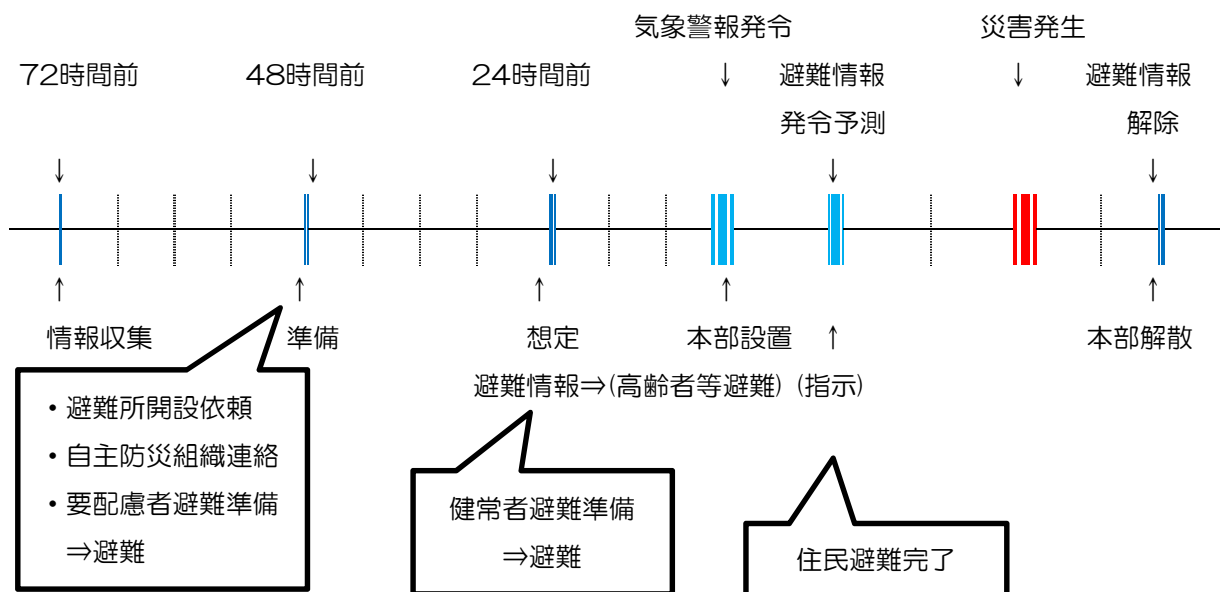 気象警報発令
災害発生
72時間前
48時間前
24時間前
↓
避難情報
↓
避難情報
発令予測
解除
↓
↓
↓
↓
↓
↑
↑
↑
↑
↑
情報収集
準備
想定
本部設置
↑
本部解散
避難情報⇒(高齢者等避難) (指示)
・避難所開設依頼
・自主防災組織連絡
・要配慮者避難準備
⇒避難
健常者避難準備
⇒避難
住民避難完了